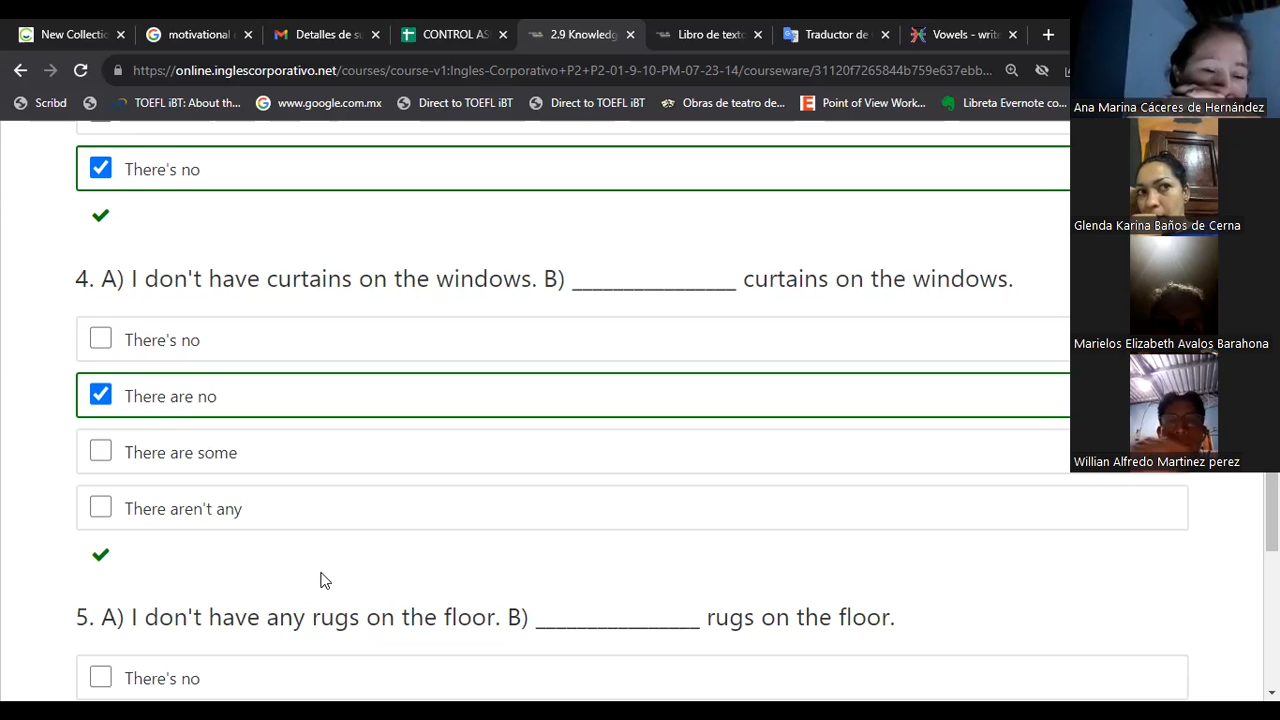 New Collectio
motivational
Detalles de su
CONTROL AS
2.9 Knowledg
Libro de texto
Traductor de
Vowels - write
https://online.inglescorporativo.net/courses/course-v1:Ingles-Corporativo+P2+P2-01-9-10-PM-07-23-14/courseware/31120f7265844b759e637ebb...
Scribd
TOEFL iBT: About th...
www.google.com.mx
Direct to TOEFL iBT
Direct to TOEFL iBT
Obras de teatro de...
Point of View Work...
Libreta Evernote co...
Ana Marina Cáceres de Hernández
There's no
Glenda Karina Baños de Cerna
4. A) I don't have curtains on the windows. B) ________________ curtains on the windows.
There's no
Marielos Elizabeth Avalos Barahona
There are no
There are some
Willian Alfredo Martinez perez
There aren't any
5. A) I don't have any rugs on the floor. B) ________________ rugs on the floor.
There's no